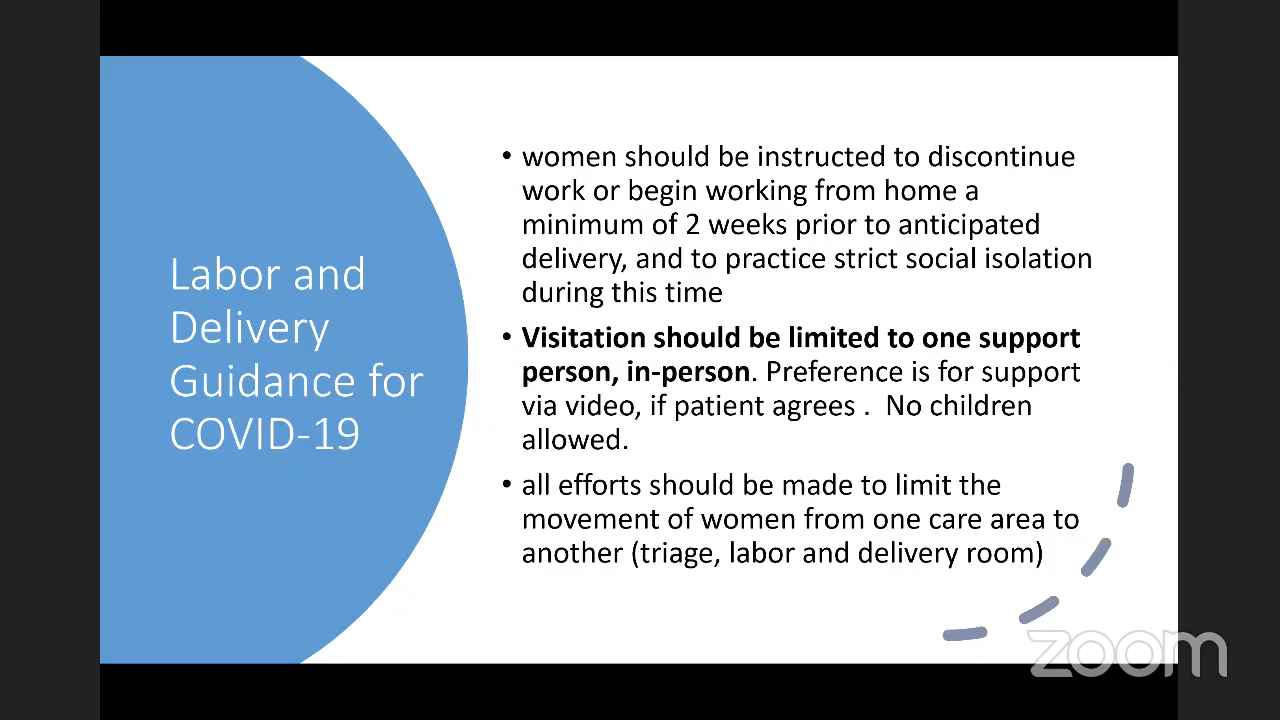 Labor and
Delivery
Guidance for
COVID-19
• women should be instructed to discontinue
work or begin working from home a
minimum of 2 weeks prior to anticipated
delivery, and to practice strict social isolation
during this time
• Visitation should be limited to one support
person, in-person. Preference is for support
via video, if patient agrees .  No children
allowed.
• all efforts should be made to limit the
movement of women from one care area to
another (triage, labor and delivery room)
zoom